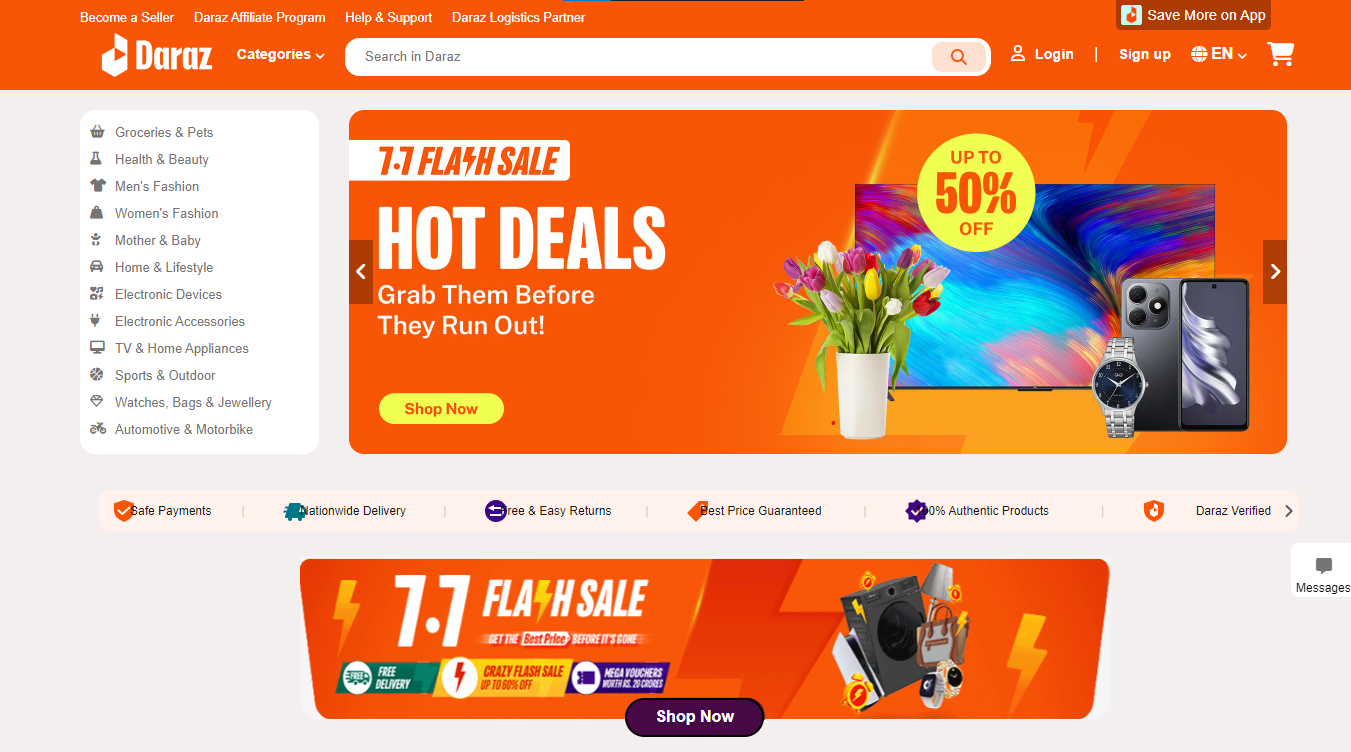 Become a Seller
Daraz Affiliate Program
Help & Support
Daraz Logistics Partner
Save More on App
Daraz
Categories
Search in Daraz
Login
|
Sign up
EN
Groceries & Pets
Health & Beauty
Men's Fashion
Women's Fashion
Mother & Baby
Home & Lifestyle
Electronic Devices
Electronic Accessories
TV & Home Appliances
Sports & Outdoor
Watches, Bags & Jewellery
Automotive & Motorbike
7.7 FLASH SALE
HOT DEALS
Grab Them Before
They Run Out!
Shop Now
UP TO
50%
OFF
Safe Payments
Nationwide Delivery
Free & Easy Returns
Best Price Guaranteed
100% Authentic Products
Daraz Verified
Messages
7.7 FLASH SALE
GET THE Best Price BEFORE IT'S GONE
FREE
FREE
DELIVERY
CRAZY FLASH SALE
UP TO 60% OFF
MEGA VOUCHERS
WORTH RS. 20 CRORES
Shop Now